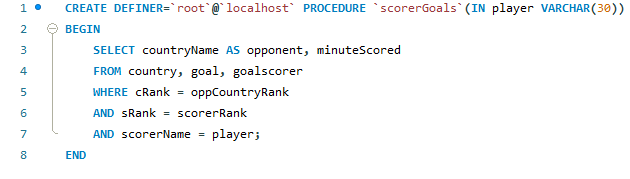 1 CREATE DEFINER=`root`@`localhost` PROCEDURE `scorerGoals`(IN player VARCHAR(30))
2 BEGIN
3 SELECT countryName AS opponent, minuteScored
4 FROM country, goal, goalscorer
5 WHERE cRank = oppCountryRank
6 AND sRank = scorerRank
7 AND scorerName = player;
8 END